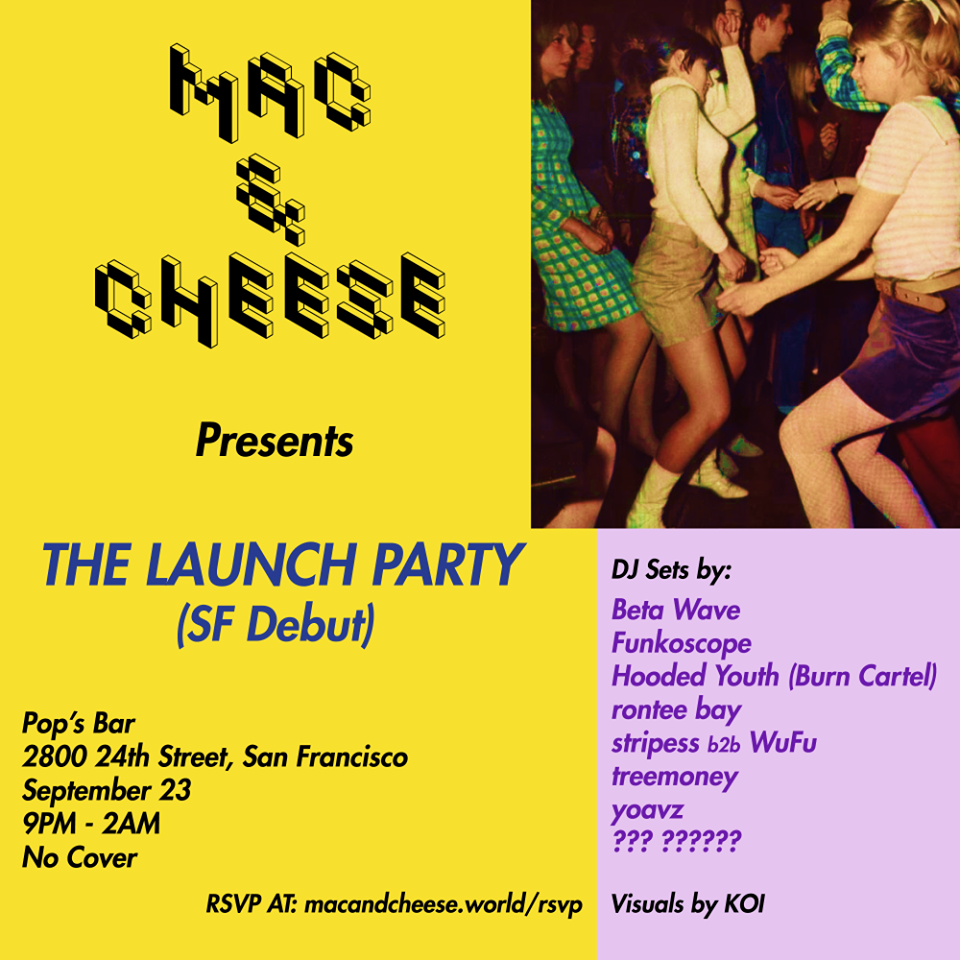 MAC
&
CHEESE
Presents
THE LAUNCH PARTY
(SF Debut)
Pop's Bar
2800 24th Street, San Francisco
September 23
9PM - 2AM
No Cover
RSVP AT: macandcheese.world/rsvp
DJ Sets by:
Beta Wave
Funkoscope
Hooded Youth (Burn Cartel)
rontee bay
stripess b2b WuFu
treemoney
yoavz
??? ??????
Visuals by KOI